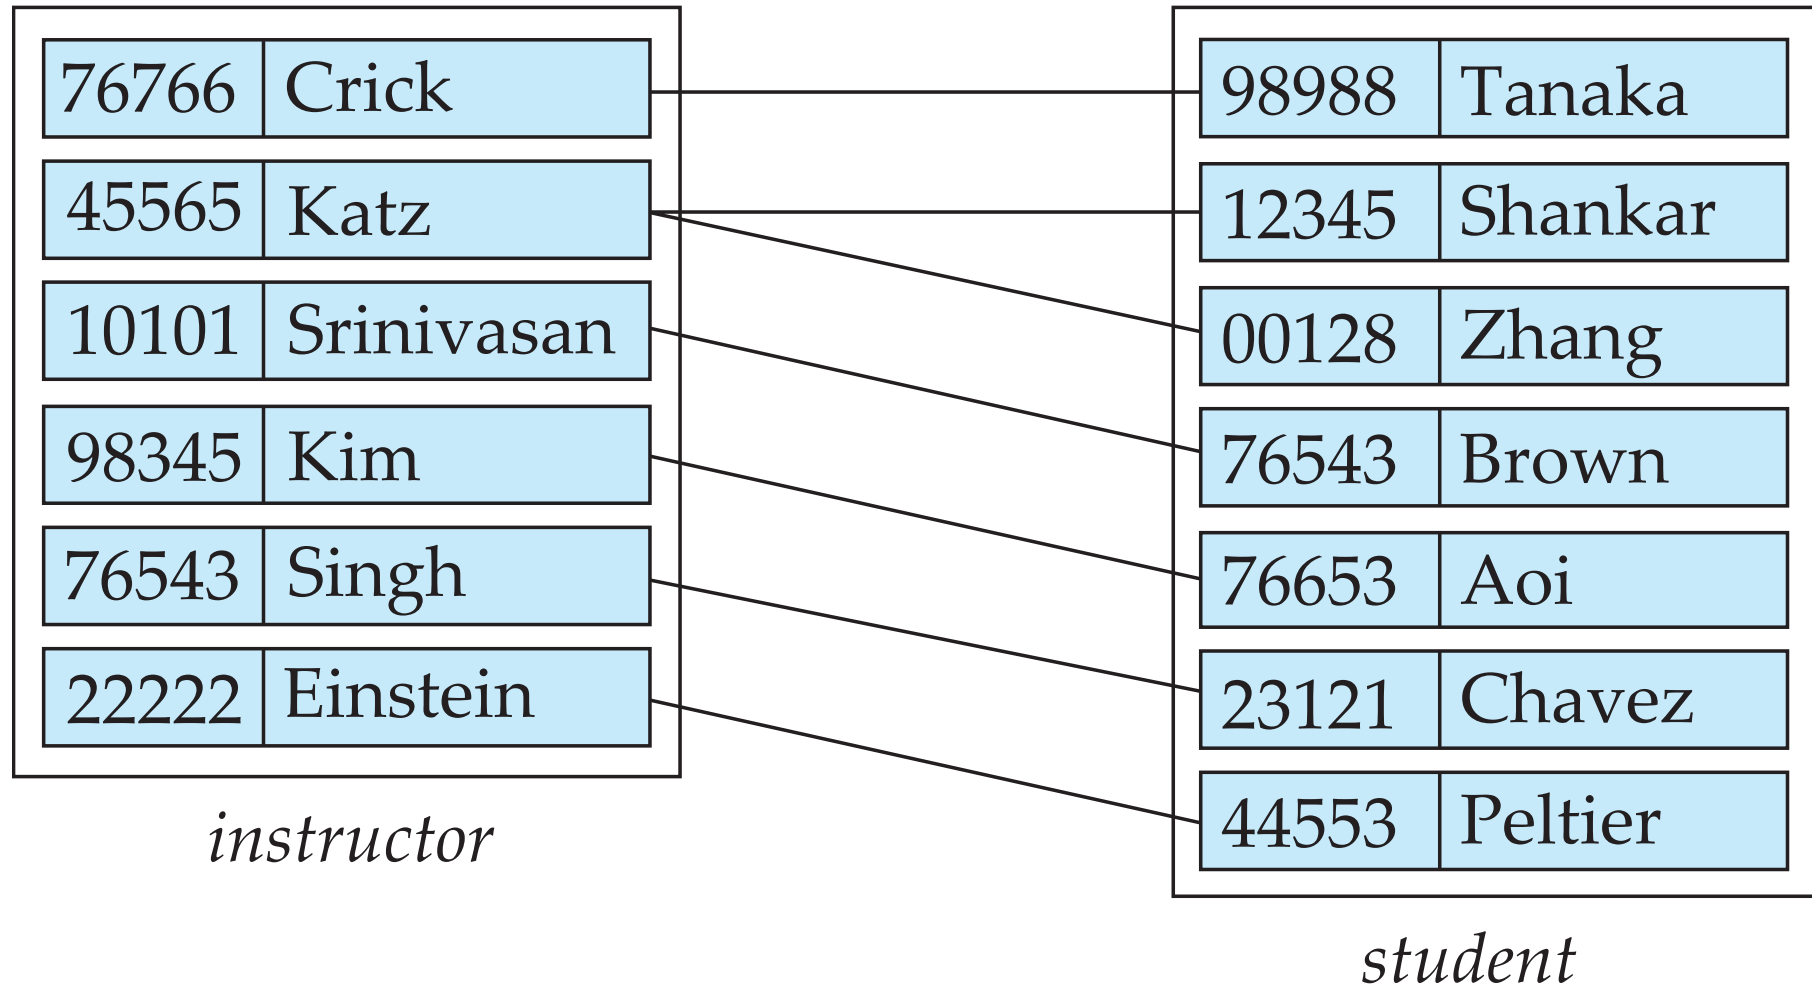 76766 Crick
45565 Katz
10101 Srinivasan
98345 Kim
76543 Singh
22222 Einstein
instructor
98988 Tanaka
12345 Shankar
00128 Zhang
76543 Brown
76653 Aoi
23121 Chavez
44553 Peltier
student